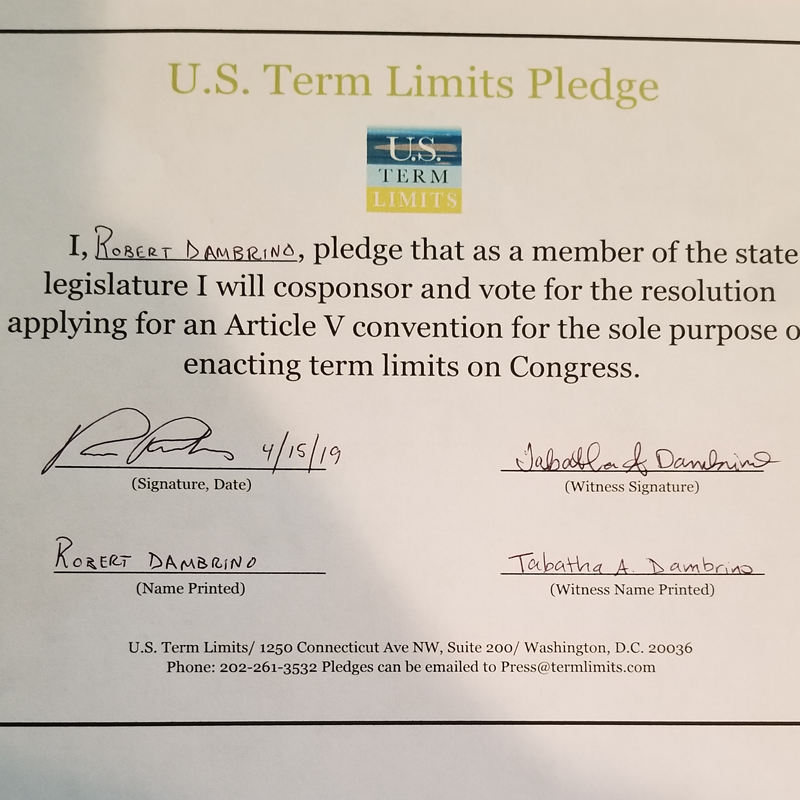 U.S. Term Limits Pledge
U.S.
TERM
LIMITS
I, ROBERT DAMBRINO, pledge that as a member of the state
legislature I will cosponsor and vote for the resolution
applying for an Article V convention for the sole purpose o
enacting term limits on Congress.
4/15/19 Tabatha A Dambrino
(Signature, Date) (Witness Signature)
ROBERT DAMBRINO Tabatha A. Dambrino
(Name Printed) (Witness Name Printed)
U.S. Term Limits/ 1250 Connecticut Ave NW, Suite 200/ Washington, D.C. 20036
Phone: 202-261-3532 Pledges can be emailed to Press@termlimits.com